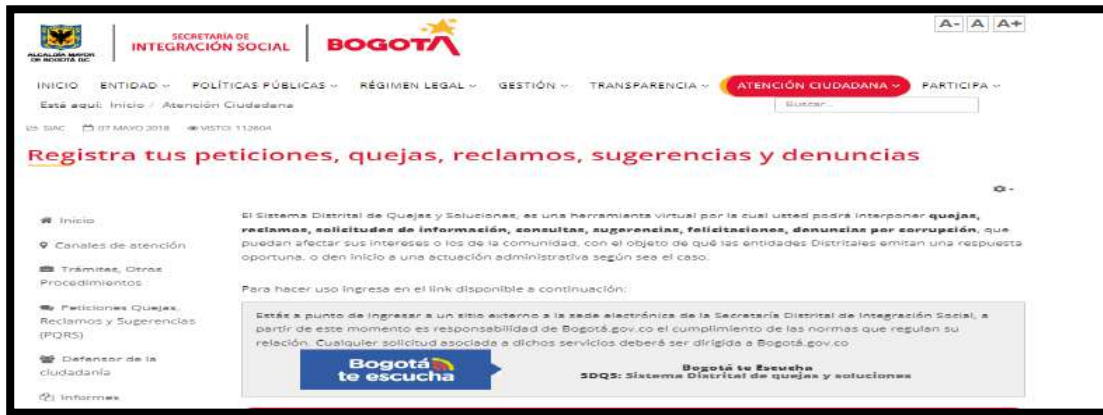 A- A A+
ALCALDÍA MAYOR
DE BOGOTÁ DC
SECRETARÍA DE
INTEGRACIÓN SOCIAL
BOGOTÁ
INICIO ENTIDAD POLÍTICAS PÚBLICAS RÉGIMEN LEGAL GESTIÓN TRANSPARENCIA ATENCIÓN CIUDADANA PARTICIPA
Está aquí: Inicio / Atención Ciudadana
Buscar...
SIAC 07 MAYO 2018 VISTO: 112604
Registra tus peticiones, quejas, reclamos, sugerencias y denuncias
Inicio
Canales de atención
Trámites, Otros
Procedimientos
Peticiones Quejas,
Reclamos y Sugerencias
(PQRS)
Defensor de la
ciudadanía
Informes
El Sistema Distrital de Quejas y Soluciones, es una herramienta virtual por la cual usted podrá interponer quejas,
reclamos, solicitudes de información, consultas, sugerencias, felicitaciones, denuncias por corrupción, que
puedan afectar sus intereses o los de la comunidad, con el objeto de qué las entidades Distritales emitan una respuesta
oportuna, o den inicio a una actuación administrativa según sea el caso.
Para hacer uso ingresa en el link disponible a continuación:
Estás a punto de ingresar a un sitio externo a la sede electrónica de la Secretaría Distrital de Integración Social, a
partir de este momento es responsabilidad de Bogotá.gov.co el cumplimiento de las normas que regulan su
relación. Cualquier solicitud asociada a dichos servicios deberá ser dirigida a Bogotá.gov.co
Bogotá
te escucha
Bogotá te Escucha
SDQS: Sistema Distrital de quejas y soluciones